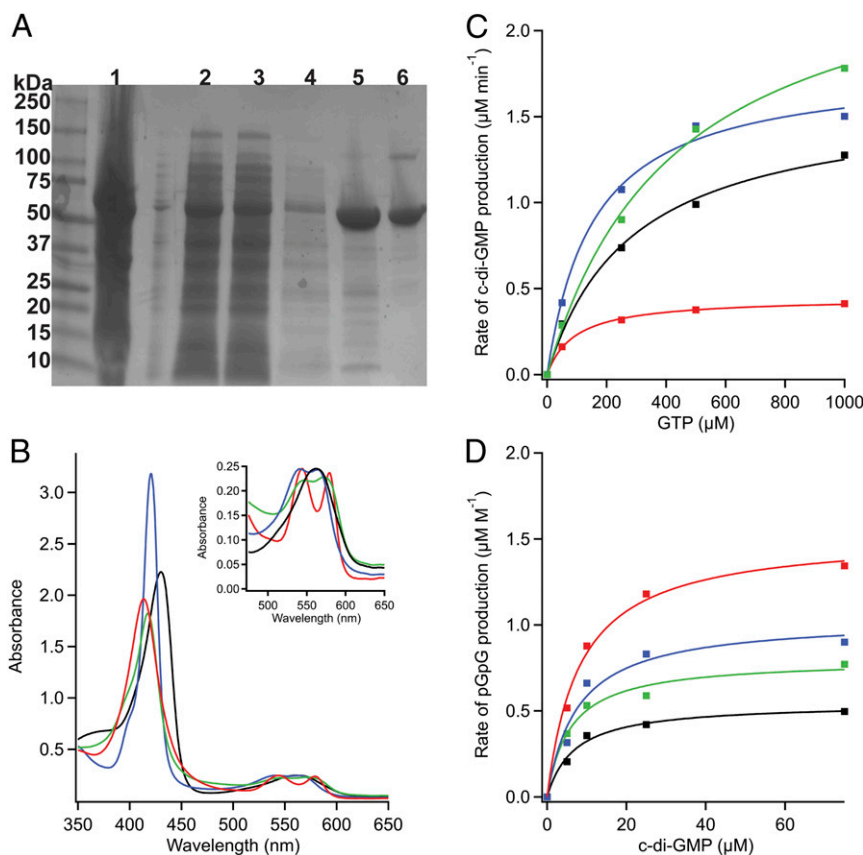 A
kDa 1 2 3 4 5 6
250
150
100
75
50
37
25
20
15
10
B
3.0
2.5
2.0
1.5
1.0
0.5
Absorbance
350 400 450 500 550 600 650
Wavelength (nm)
0.25
0.20
0.15
0.10
0.05
0.00
Absorbance
500 550 600 650
Wavelength (nm)
C
2.0
1.5
1.0
0.5
0.0
Rate of c-di-GMP production (µM min⁻¹)
0 200 400 600 800 1000
GTP (µM)
D
2.0
1.5
1.0
0.5
0.0
Rate of pGpG production (µM M⁻¹)
0 20 40 60
c-di-GMP (µM)